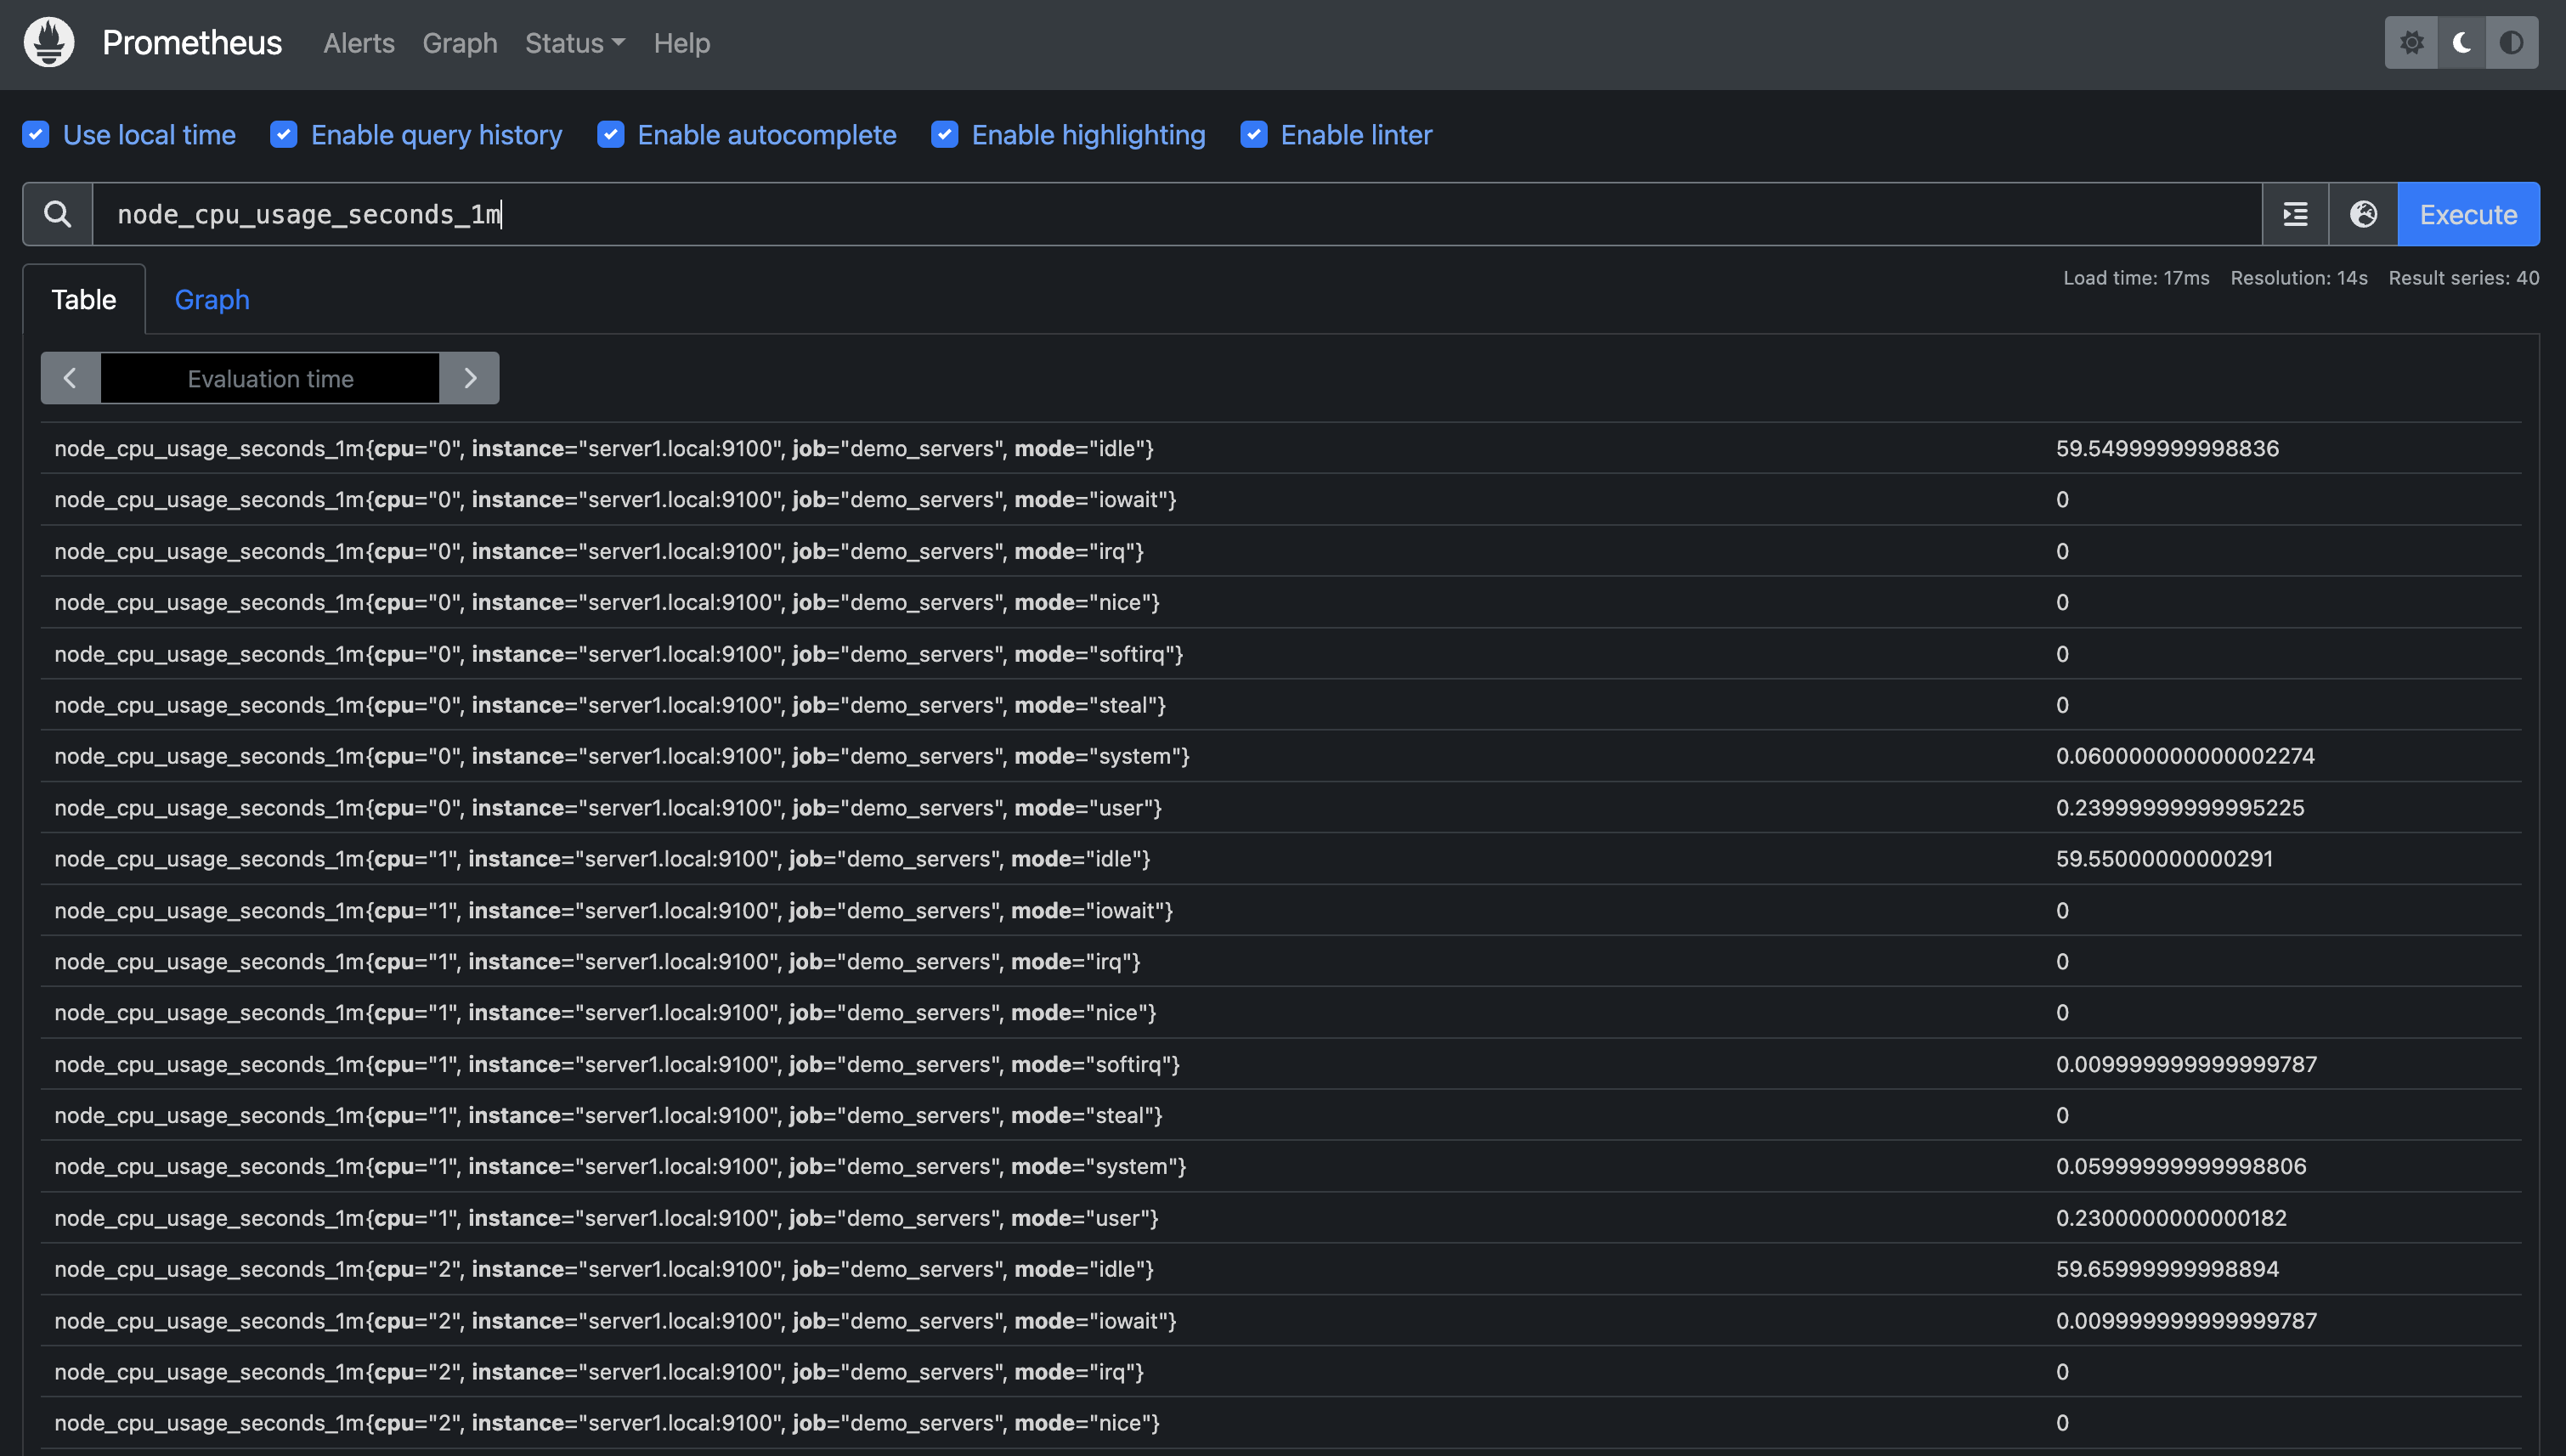 Prometheus Alerts Graph Status Help
Use local time Enable query history Enable autocomplete Enable highlighting Enable linter
node_cpu_usage_seconds_1m Execute
Table Graph Load time: 17ms Resolution: 14s Result series: 40
Evaluation time
node_cpu_usage_seconds_1m{cpu="0", instance="server1.local:9100", job="demo_servers", mode="idle"} 59.54999999998836
node_cpu_usage_seconds_1m{cpu="0", instance="server1.local:9100", job="demo_servers", mode="iowait"} 0
node_cpu_usage_seconds_1m{cpu="0", instance="server1.local:9100", job="demo_servers", mode="irq"} 0
node_cpu_usage_seconds_1m{cpu="0", instance="server1.local:9100", job="demo_servers", mode="nice"} 0
node_cpu_usage_seconds_1m{cpu="0", instance="server1.local:9100", job="demo_servers", mode="softirq"} 0
node_cpu_usage_seconds_1m{cpu="0", instance="server1.local:9100", job="demo_servers", mode="steal"} 0
node_cpu_usage_seconds_1m{cpu="0", instance="server1.local:9100", job="demo_servers", mode="system"} 0.060000000000002274
node_cpu_usage_seconds_1m{cpu="0", instance="server1.local:9100", job="demo_servers", mode="user"} 0.23999999999995225
node_cpu_usage_seconds_1m{cpu="1", instance="server1.local:9100", job="demo_servers", mode="idle"} 59.55000000000291
node_cpu_usage_seconds_1m{cpu="1", instance="server1.local:9100", job="demo_servers", mode="iowait"} 0
node_cpu_usage_seconds_1m{cpu="1", instance="server1.local:9100", job="demo_servers", mode="irq"} 0
node_cpu_usage_seconds_1m{cpu="1", instance="server1.local:9100", job="demo_servers", mode="nice"} 0
node_cpu_usage_seconds_1m{cpu="1", instance="server1.local:9100", job="demo_servers", mode="softirq"} 0.009999999999999787
node_cpu_usage_seconds_1m{cpu="1", instance="server1.local:9100", job="demo_servers", mode="steal"} 0
node_cpu_usage_seconds_1m{cpu="1", instance="server1.local:9100", job="demo_servers", mode="system"} 0.05999999999998806
node_cpu_usage_seconds_1m{cpu="1", instance="server1.local:9100", job="demo_servers", mode="user"} 0.2300000000000182
node_cpu_usage_seconds_1m{cpu="2", instance="server1.local:9100", job="demo_servers", mode="idle"} 59.65999999998894
node_cpu_usage_seconds_1m{cpu="2", instance="server1.local:9100", job="demo_servers", mode="iowait"} 0.009999999999999787
node_cpu_usage_seconds_1m{cpu="2", instance="server1.local:9100", job="demo_servers", mode="irq"} 0
node_cpu_usage_seconds_1m{cpu="2", instance="server1.local:9100", job="demo_servers", mode="nice"} 0